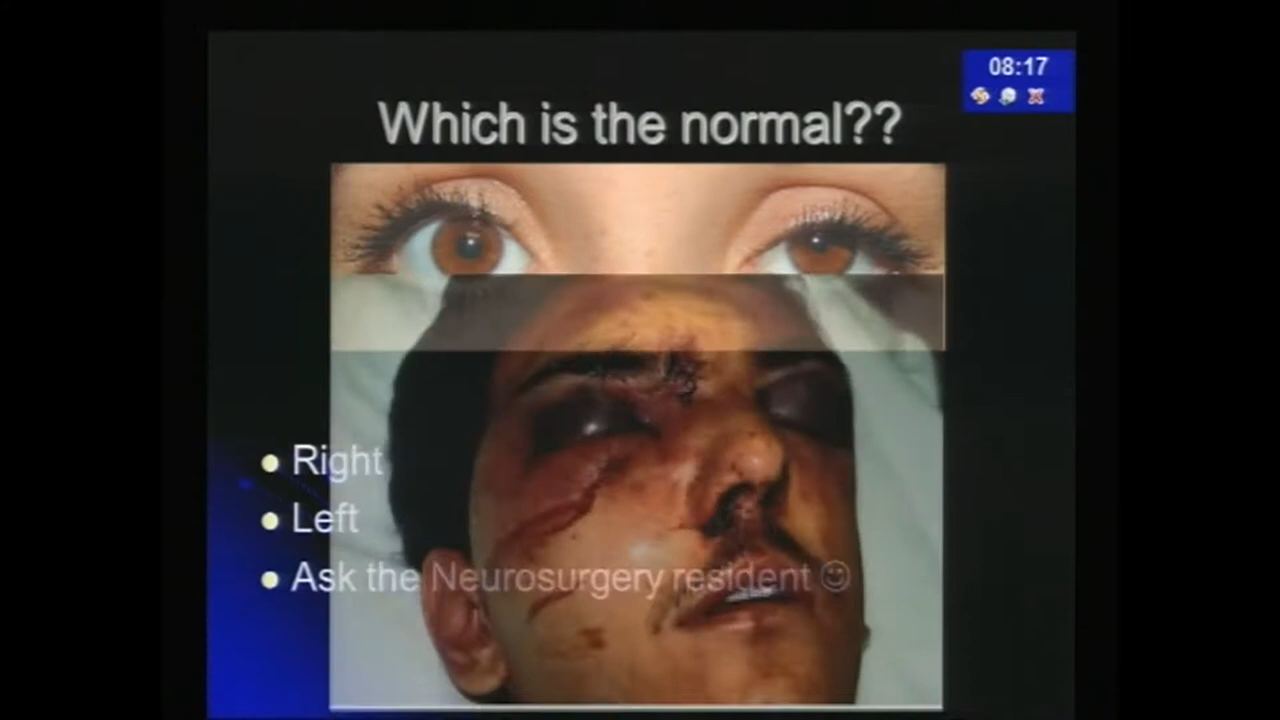 08:17
Which is the normal??
Right
Left
Ask the Neurosurgery resident ☺